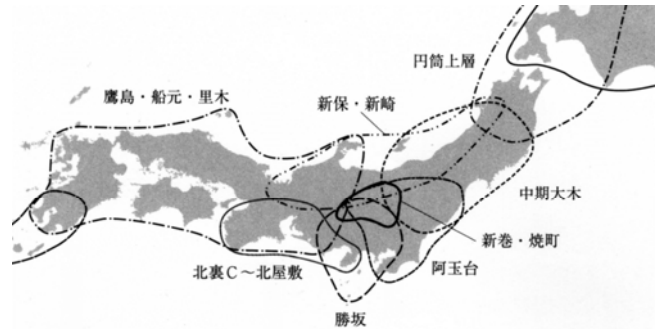 円筒上層
鷹島・船元・里木
新保・新崎
中期大木
新巻・焼町
阿玉台
北裏C～北屋敷
勝坂